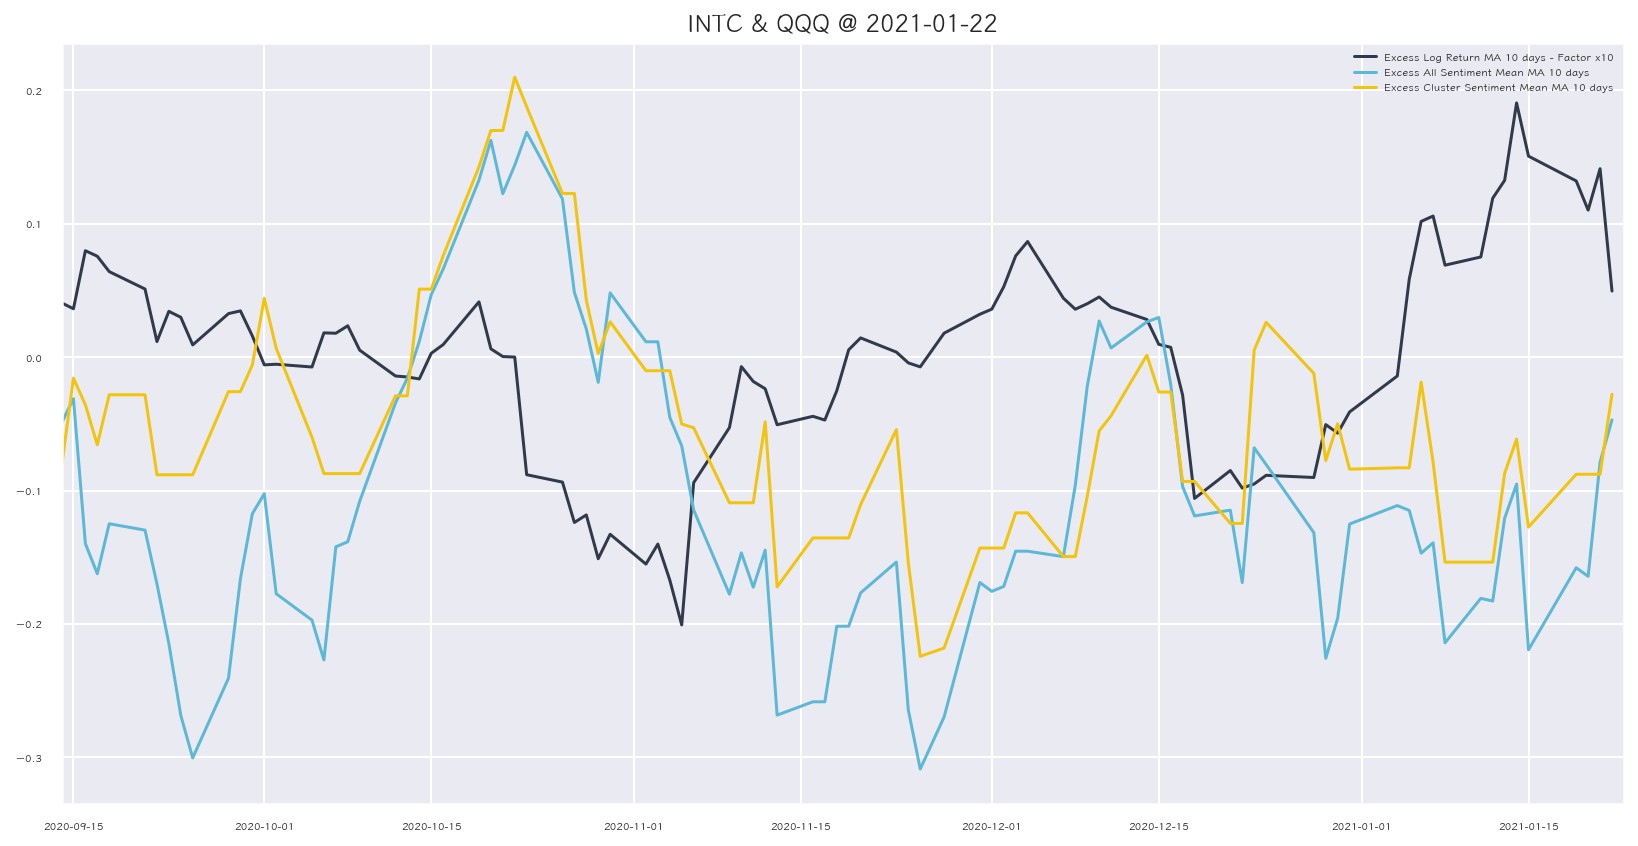 INTC & QQQ @ 2021-01-22
Excess Log Return MA 10 days - Factor x10
Excess All Sentiment Mean MA 10 days
Excess Cluster Sentiment Mean MA 10 days
0.2
0.1
0.0
−0.1
−0.2
−0.3
2020-09-15 2020-10-01 2020-10-15 2020-11-01 2020-11-15 2020-12-01 2020-12-15 2021-01-01 2021-01-15